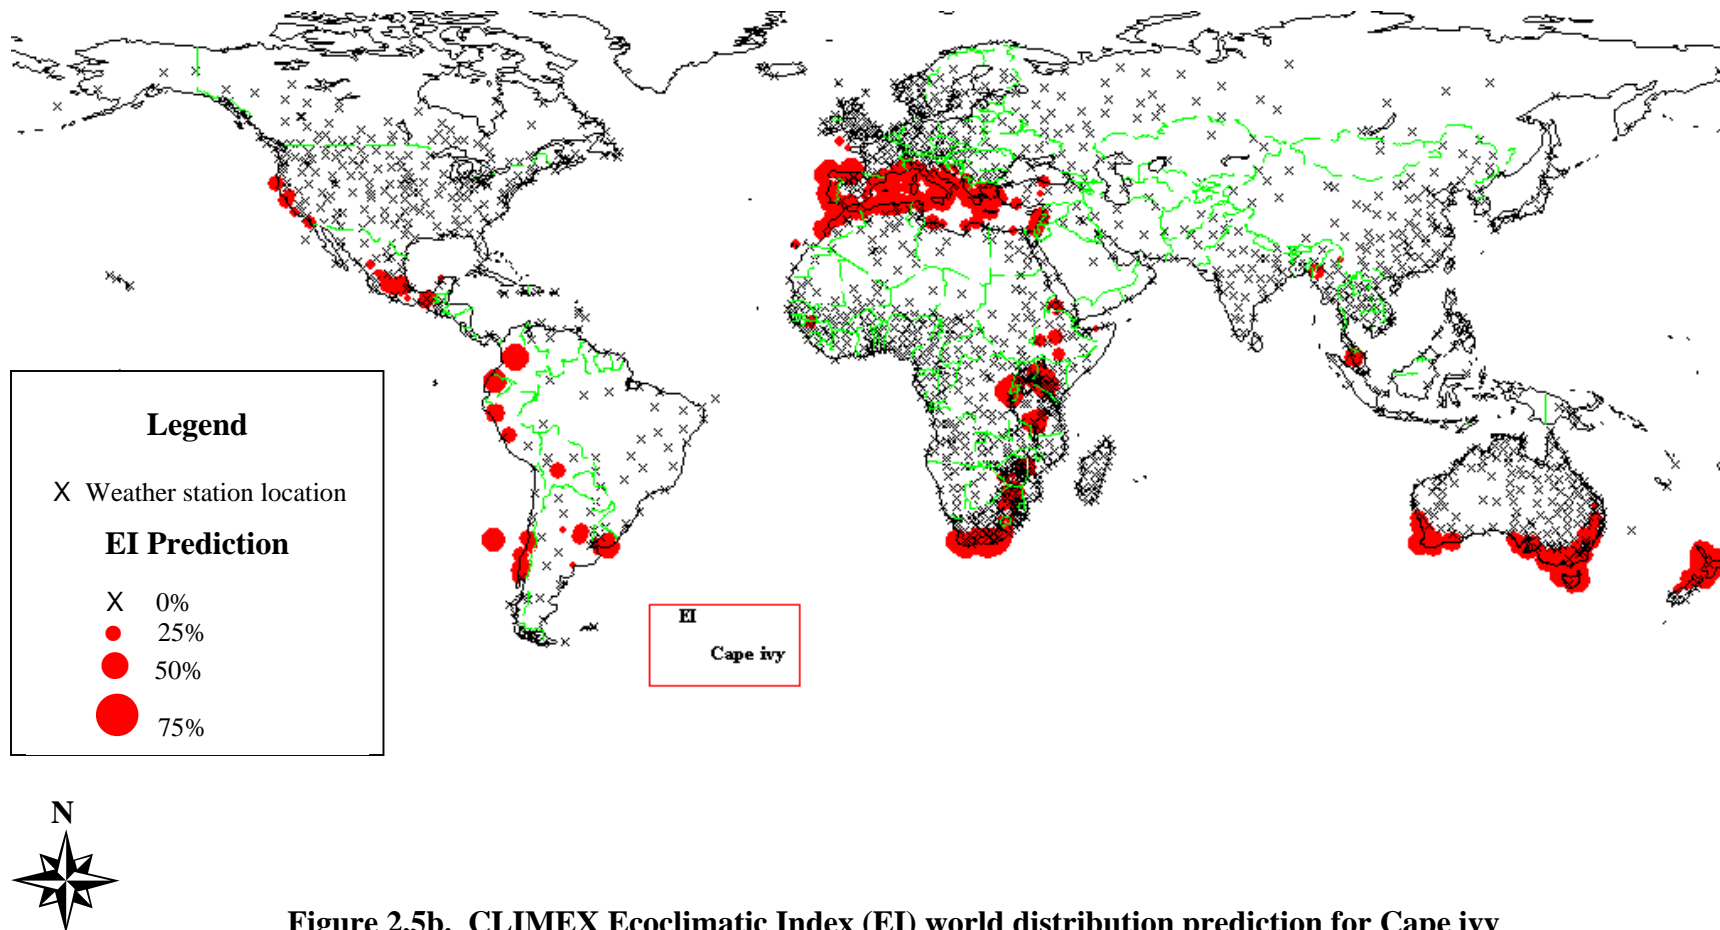 Legend
X Weather station location
EI Prediction
X 0%
25%
50%
75%
EI
Cape ivy
N
Figure 2.5b. CLIMEX Ecoclimatic Index (EI) world distribution prediction for Cape ivy